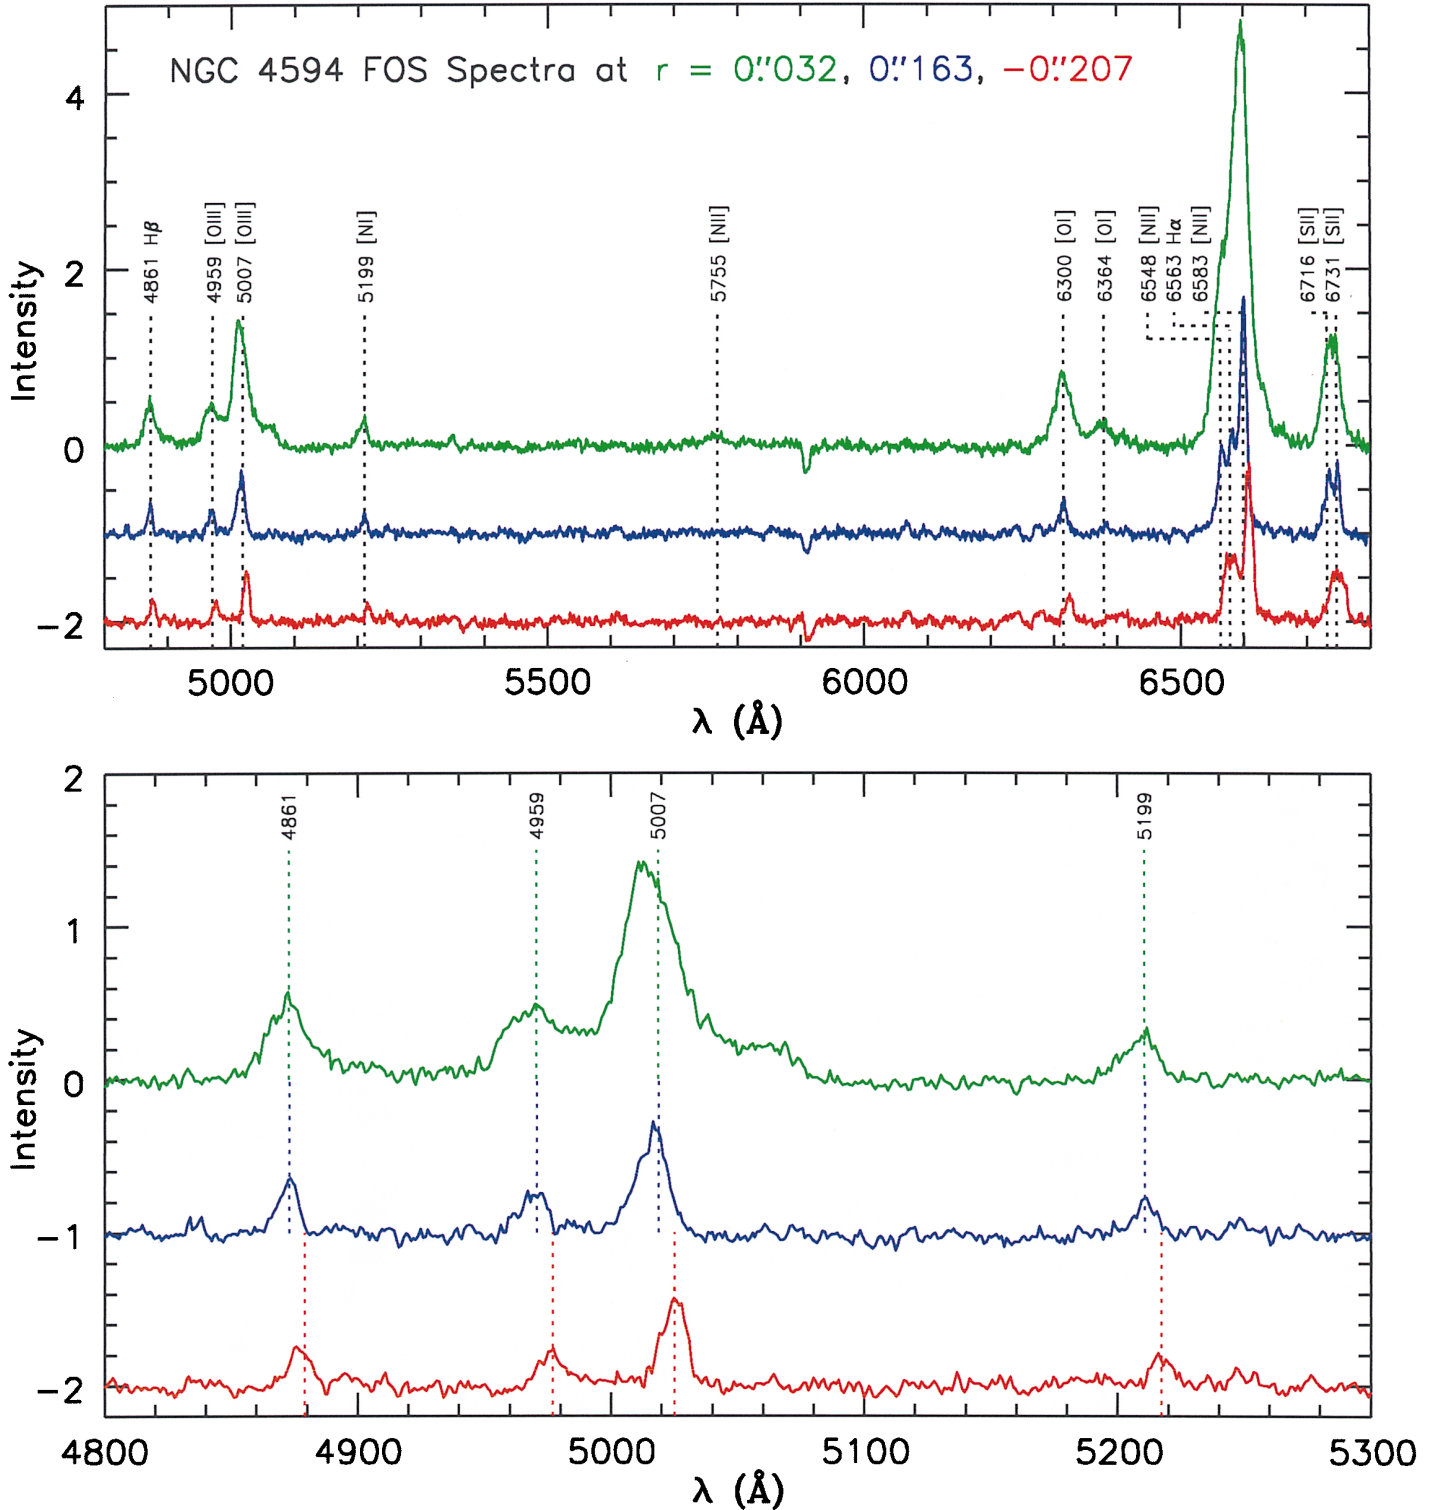 NGC 4594 FOS Spectra at r = 0".032, 0".163, −0".207
4861 Hβ
4959 [OIII]
5007 [OIII]
5199 [NI]
5755 [NII]
6300 [OI]
6364 [OI]
6548 [NII]
6563 Hα
6583 [NII]
6716 [SII]
6731 [SII]
Intensity
4
2
0
−2
5000 5500 6000 6500
λ (Å)
4861
4959
5007
5199
Intensity
2
1
0
−1
−2
4800 4900 5000 5100 5200 5300
λ (Å)